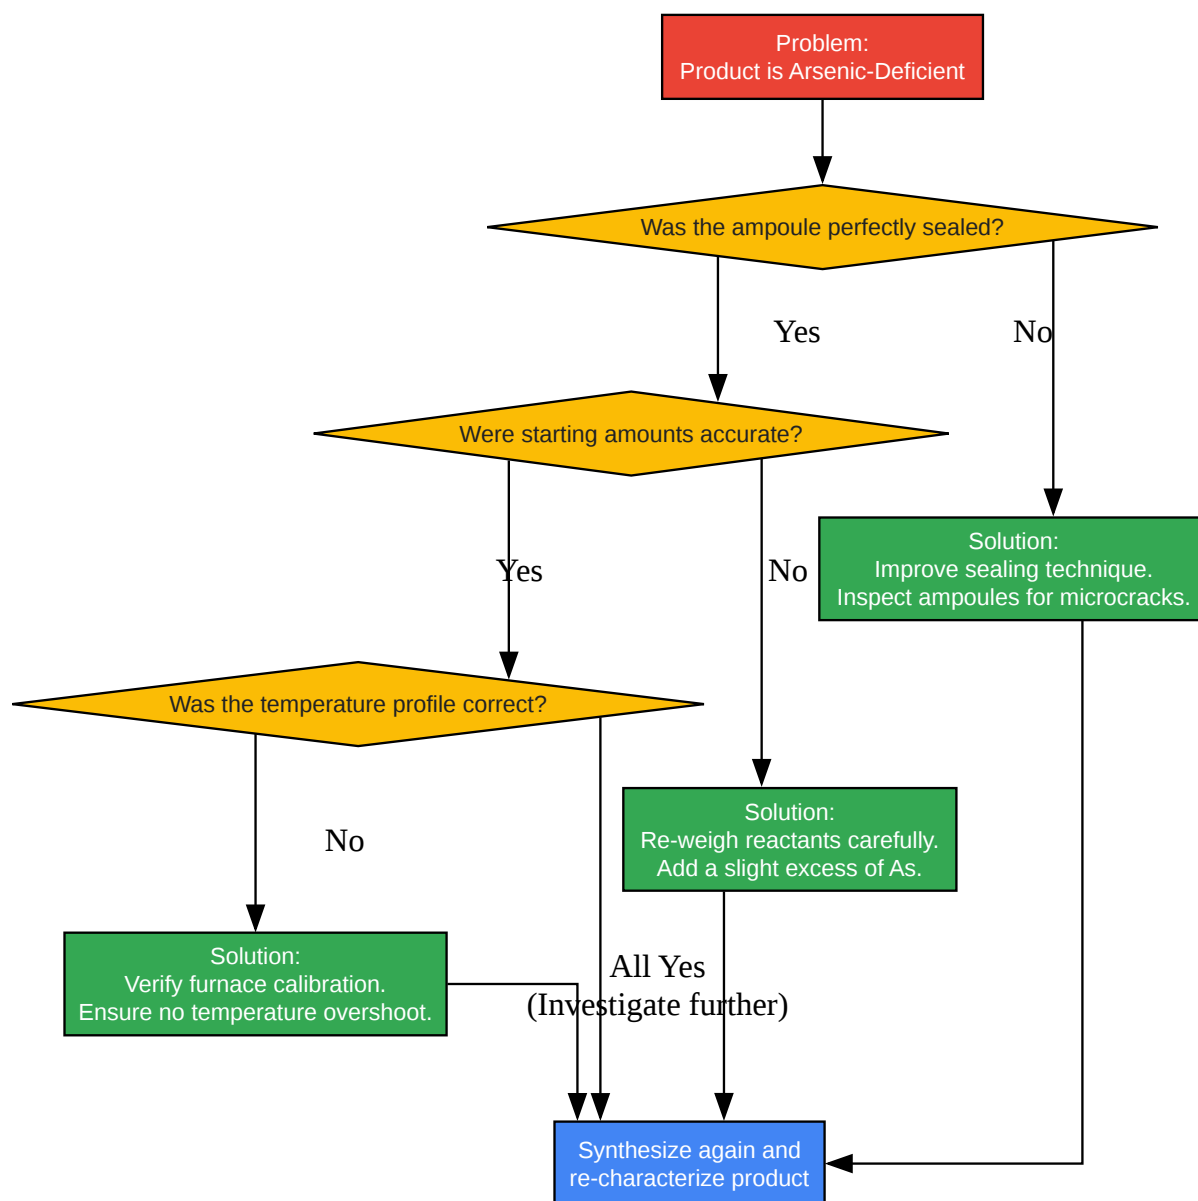 Problem:
Product is Arsenic-Deficient
Was the ampoule perfectly sealed?
Yes
No
Were starting amounts accurate?
Solution:
Improve sealing technique.
Inspect ampoules for microcracks.
Yes
No
Was the temperature profile correct?
Solution:
Re-weigh reactants carefully.
Add a slight excess of As.
No
Solution:
Verify furnace calibration.
Ensure no temperature overshoot.
All Yes
(Investigate further)
Synthesize again and
re-characterize product